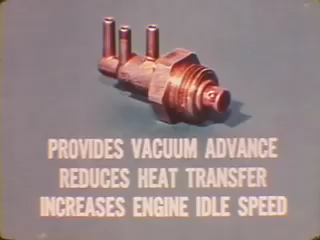 PROVIDES VACUUM ADVANCE
REDUCES HEAT TRANSFER
INCREASES ENGINE IDLE SPEED